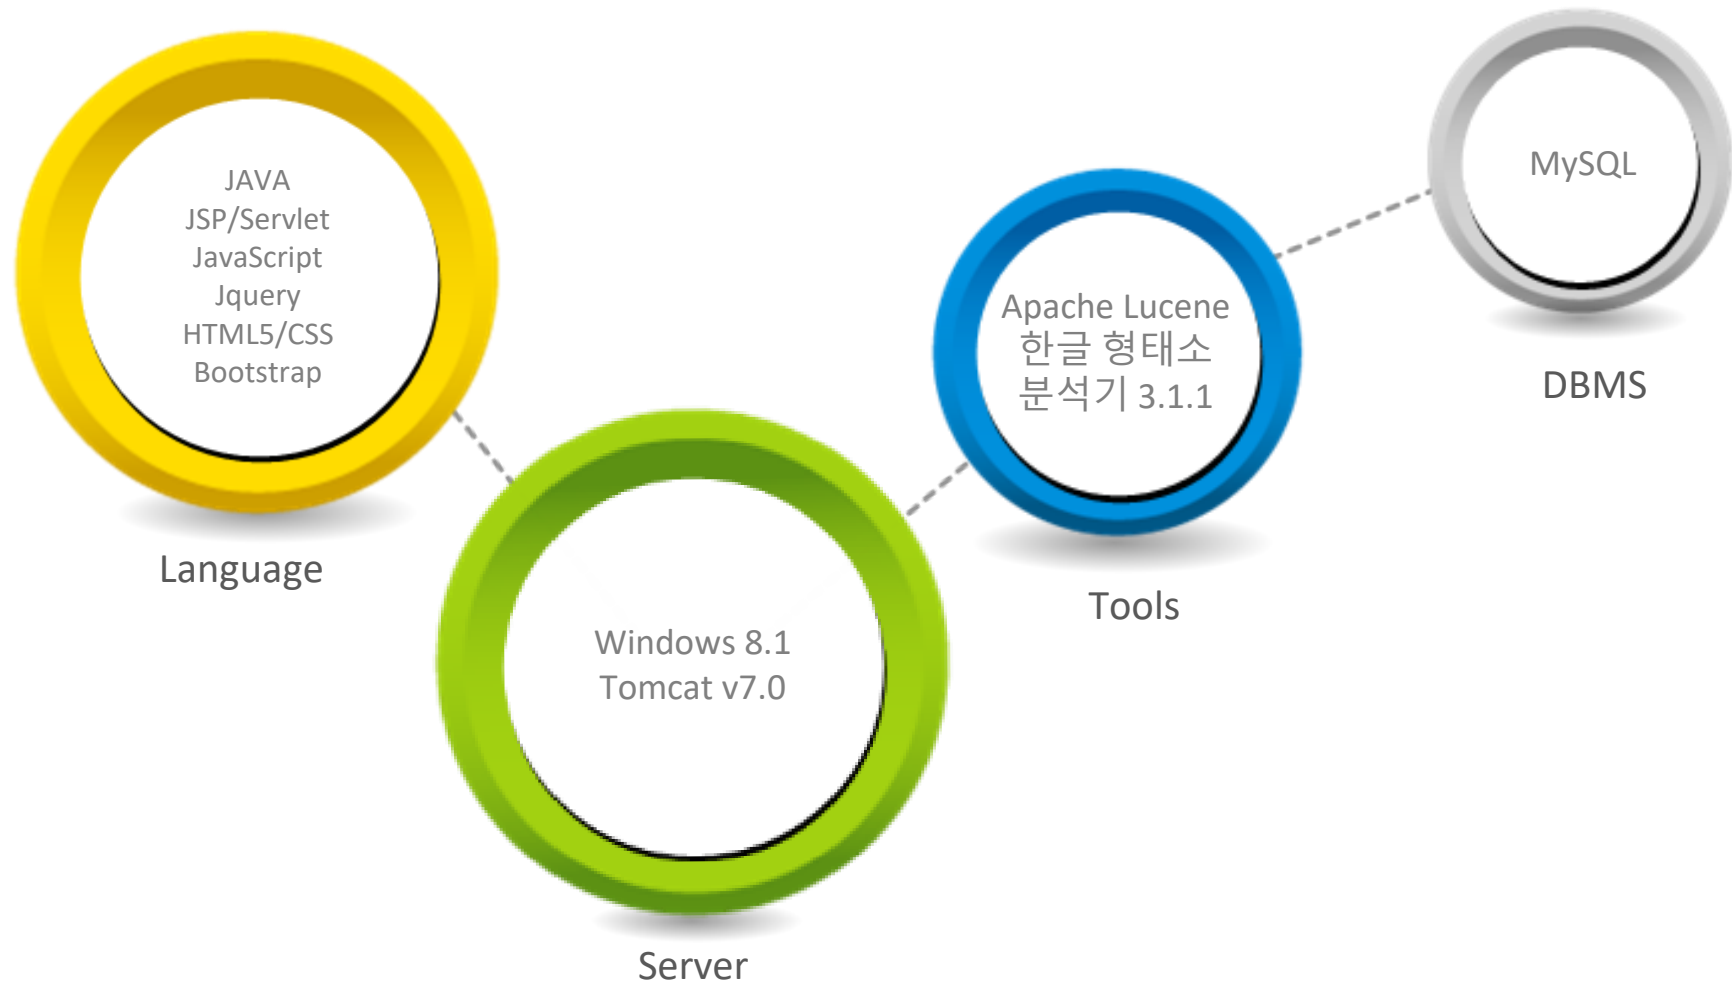 JAVA
JSP/Servlet
JavaScript
Jquery
HTML5/CSS
Bootstrap
Language
Windows 8.1
Tomcat v7.0
Server
Apache Lucene
한글 형태소
분석기 3.1.1
Tools
MySQL
DBMS